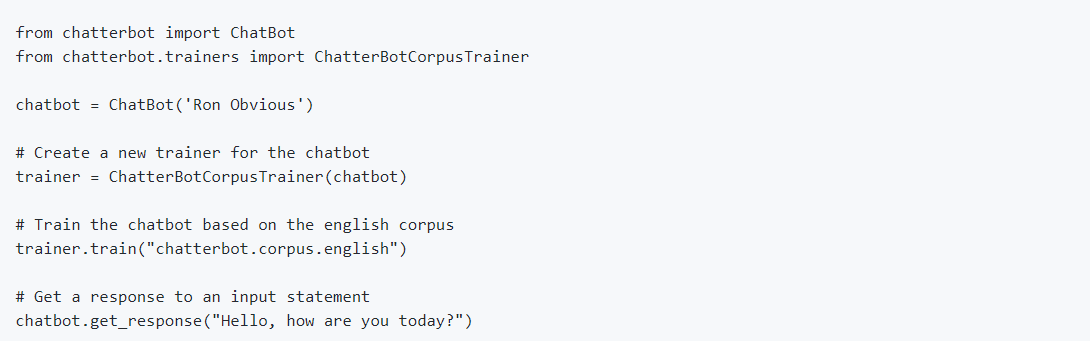 from chatterbot import ChatBot
from chatterbot.trainers import ChatterBotCorpusTrainer
chatbot = ChatBot('Ron Obvious')
# Create a new trainer for the chatbot
trainer = ChatterBotCorpusTrainer(chatbot)
# Train the chatbot based on the english corpus
trainer.train("chatterbot.corpus.english")
# Get a response to an input statement
chatbot.get_response("Hello, how are you today?")